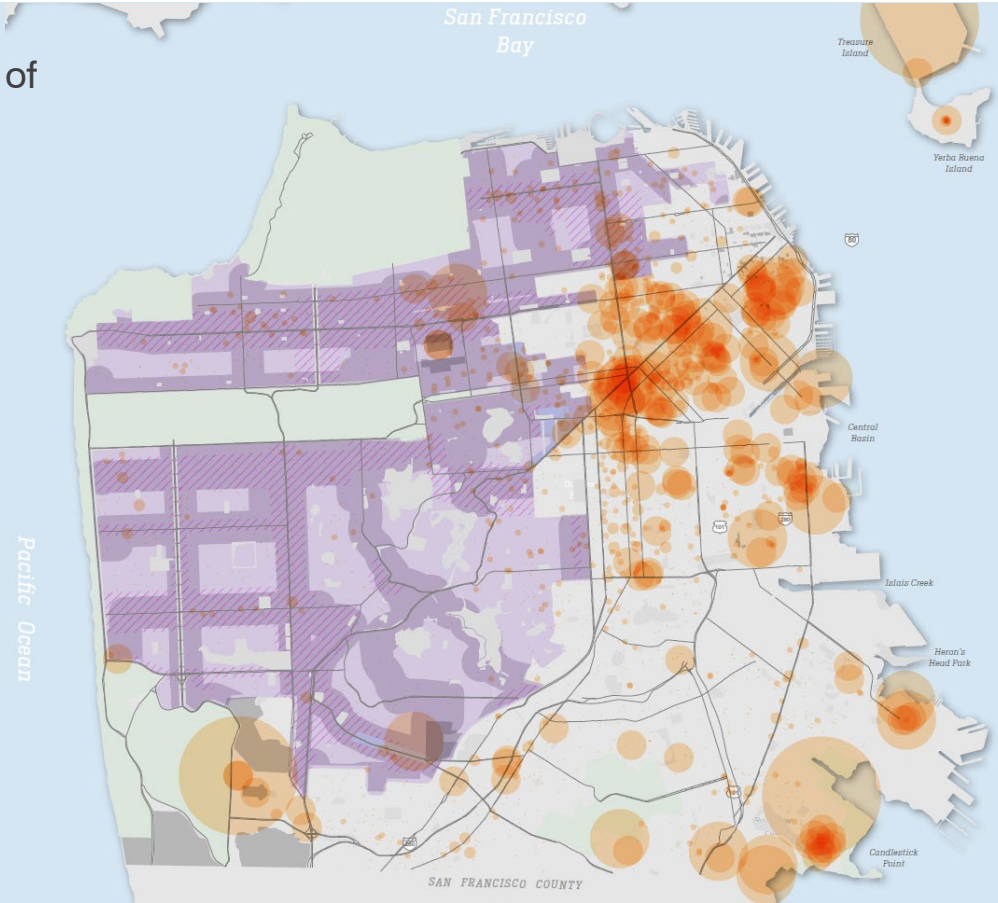 San Francisco
Bay
of
Treasure
Island
Yerba Buena
Island
80
Central
Basin
101
280
Islais Creek
Pacific Ocean
Heron's
Head Park
101
Candlestick
Point
SAN FRANCISCO COUNTY